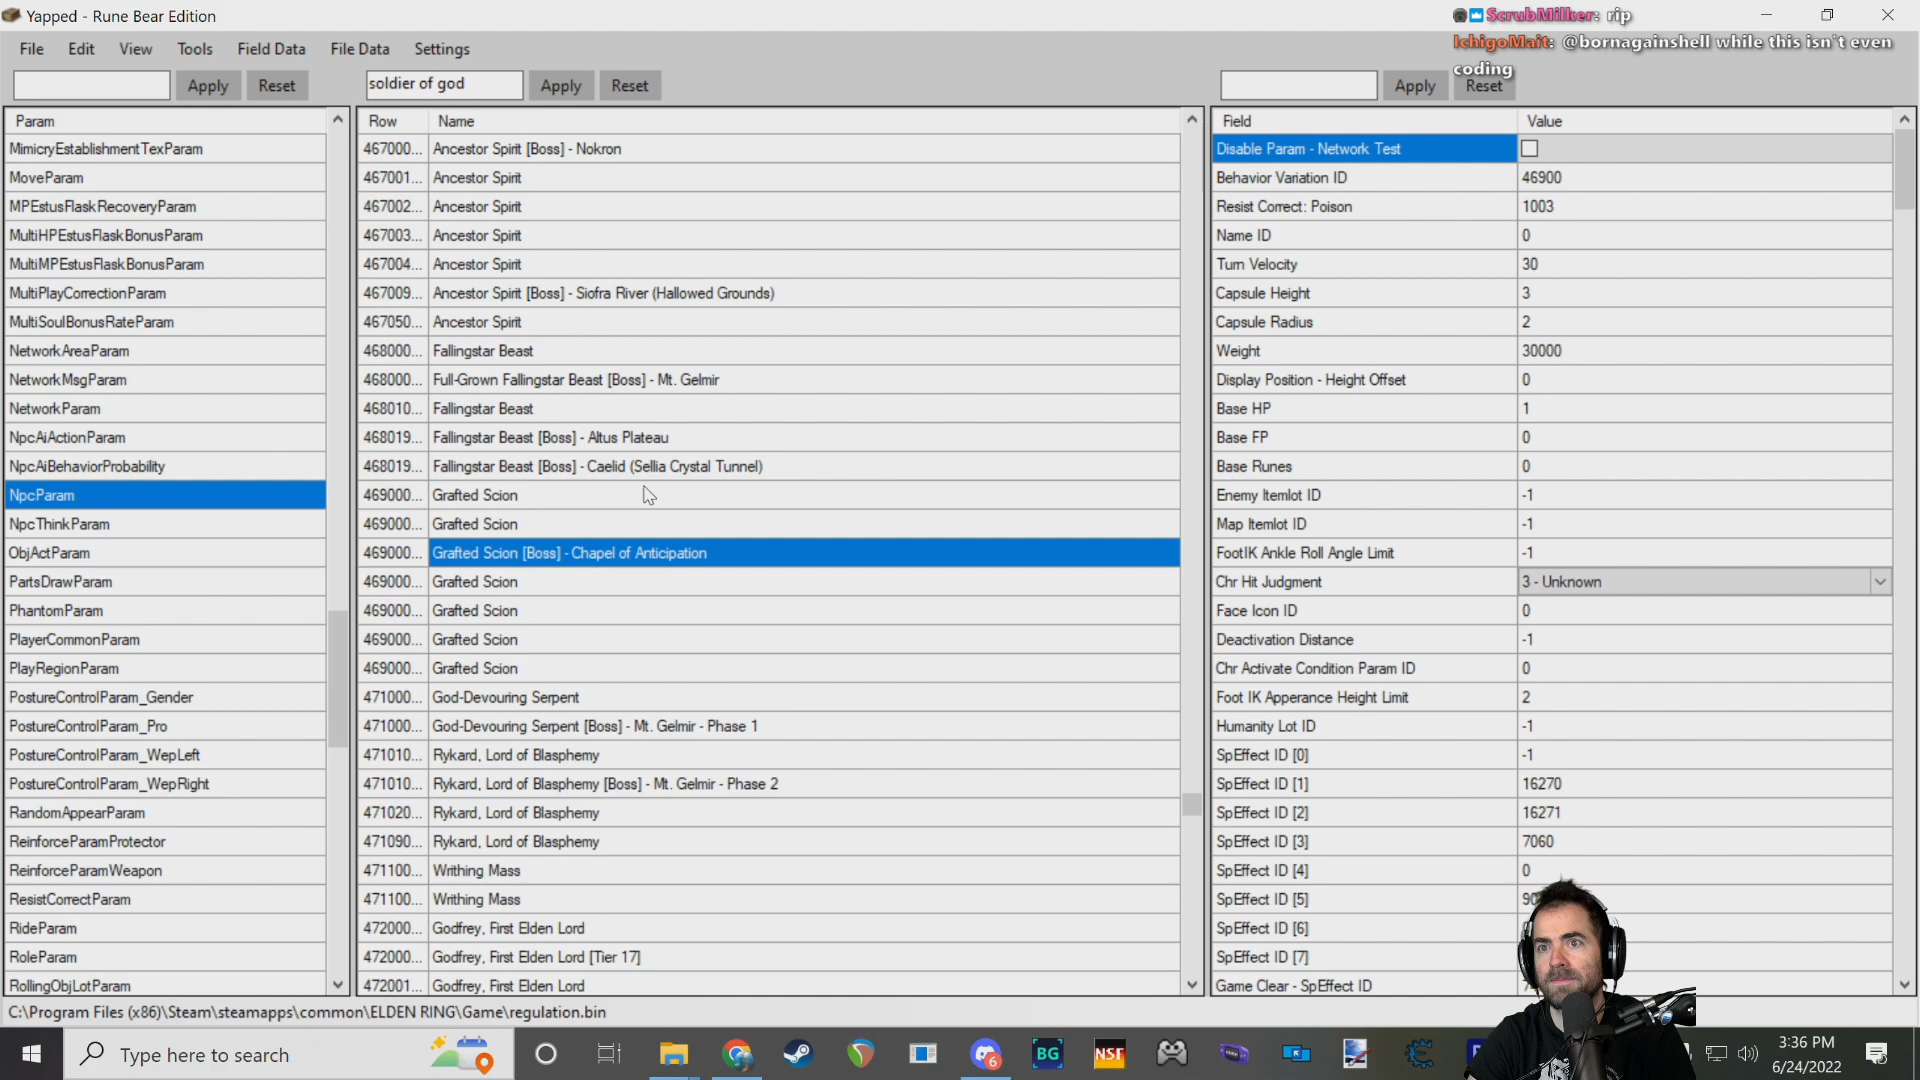 Yapped - Rune Bear Edition
ScrubMilker: rip
IchigoMait: @bornagainshell while this isn't even
coding
File Edit View Tools Field Data File Data Settings
Apply Reset soldier of god Apply Reset Apply Reset
Param
MimicryEstablishmentTexParam
MoveParam
MPEstusFlaskRecoveryParam
MultiHPEstusFlaskBonusParam
MultiMPEstusFlaskBonusParam
MultiPlayCorrectionParam
MultiSoulBonusRateParam
NetworkAreaParam
NetworkMsgParam
NetworkParam
NpcAiActionParam
NpcAiBehaviorProbability
NpcParam
NpcThinkParam
ObjActParam
PartsDrawParam
PhantomParam
PlayerCommonParam
PlayRegionParam
PostureControlParam_Gender
PostureControlParam_Pro
PostureControlParam_WepLeft
PostureControlParam_WepRight
RandomAppearParam
ReinforceParamProtector
ReinforceParamWeapon
ResistCorrectParam
RideParam
RoleParam
RollingObjLotParam
Row Name
467000... Ancestor Spirit [Boss] - Nokron
467001... Ancestor Spirit
467002... Ancestor Spirit
467003... Ancestor Spirit
467004... Ancestor Spirit
467009... Ancestor Spirit [Boss] - Siofra River (Hallowed Grounds)
467050... Ancestor Spirit
468000... Fallingstar Beast
468000... Full-Grown Fallingstar Beast [Boss] - Mt. Gelmir
468010... Fallingstar Beast
468019... Fallingstar Beast [Boss] - Altus Plateau
468019... Fallingstar Beast [Boss] - Caelid (Sellia Crystal Tunnel)
469000... Grafted Scion
469000... Grafted Scion
469000... Grafted Scion [Boss] - Chapel of Anticipation
469000... Grafted Scion
469000... Grafted Scion
469000... Grafted Scion
469000... Grafted Scion
471000... God-Devouring Serpent
471000... God-Devouring Serpent [Boss] - Mt. Gelmir - Phase 1
471010... Rykard, Lord of Blasphemy
471010... Rykard, Lord of Blasphemy [Boss] - Mt. Gelmir - Phase 2
471020... Rykard, Lord of Blasphemy
471090... Rykard, Lord of Blasphemy
471100... Writhing Mass
471100... Writhing Mass
472000... Godfrey, First Elden Lord
472000... Godfrey, First Elden Lord [Tier 17]
472001... Godfrey, First Elden Lord
Field Value
Disable Param - Network Test
Behavior Variation ID 46900
Resist Correct: Poison 1003
Name ID 0
Turn Velocity 30
Capsule Height 3
Capsule Radius 2
Weight 30000
Display Position - Height Offset 0
Base HP 1
Base FP 0
Base Runes 0
Enemy Itemlot ID -1
Map Itemlot ID -1
FootIK Ankle Roll Angle Limit -1
Chr Hit Judgment 3 - Unknown
Face Icon ID 0
Deactivation Distance -1
Chr Activate Condition Param ID 0
Foot IK Apperance Height Limit 2
Humanity Lot ID -1
SpEffect ID [0] -1
SpEffect ID [1] 16270
SpEffect ID [2] 16271
SpEffect ID [3] 7060
SpEffect ID [4] 0
SpEffect ID [5]
SpEffect ID [6]
SpEffect ID [7]
Game Clear - SpEffect ID
C:\Program Files (x86)\Steam\steamapps\common\ELDEN RING\Game\regulation.bin
Type here to search
6
BG
NSF
3:36 PM
6/24/2022